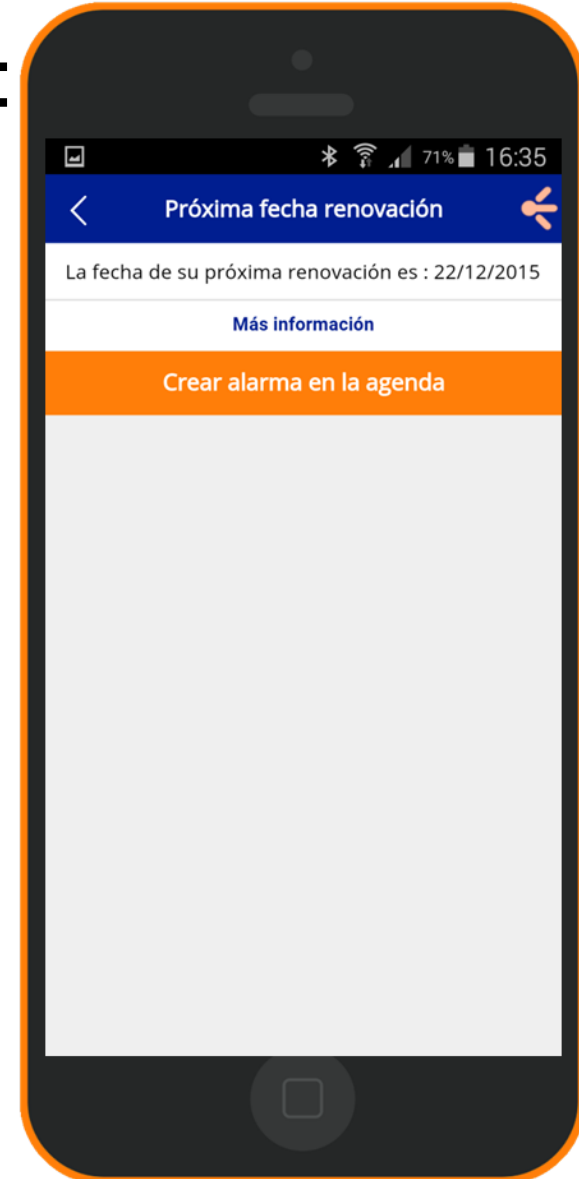 71% 16:35
Próxima fecha renovación
La fecha de su próxima renovación es : 22/12/2015
Más información
Crear alarma en la agenda